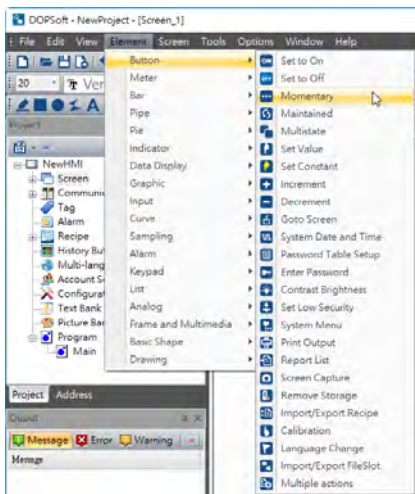 DOPSoft - NewProject - [Screen_1]
File Edit View Element Screen Tools Options Window Help
20
Button
Meter
Bar
Pipe
Pie
Indicator
Data Display
Graphic
Input
Curve
Sampling
Alarm
Keypad
List
Analog
Frame and Multimedia
Basic Shape
Drawing
ON Set to On
OFF Set to Off
Momentary
Maintained
Multistate
Set Value
Set Constant
Increment
Decrement
Goto Screen
System Date and Time
Password Table Setup
Enter Password
Contrast Brightness
Set Low Security
System Menu
Print Output
Report List
Screen Capture
Remove Storage
Import/Export Recipe
Calibration
Language Change
Import/Export FileSlot
Multiple actions
Project
NewHMI
Screen
Tag
Alarm
Recipe
Program
Main
Project Address
Output
Message Error Warning
Message